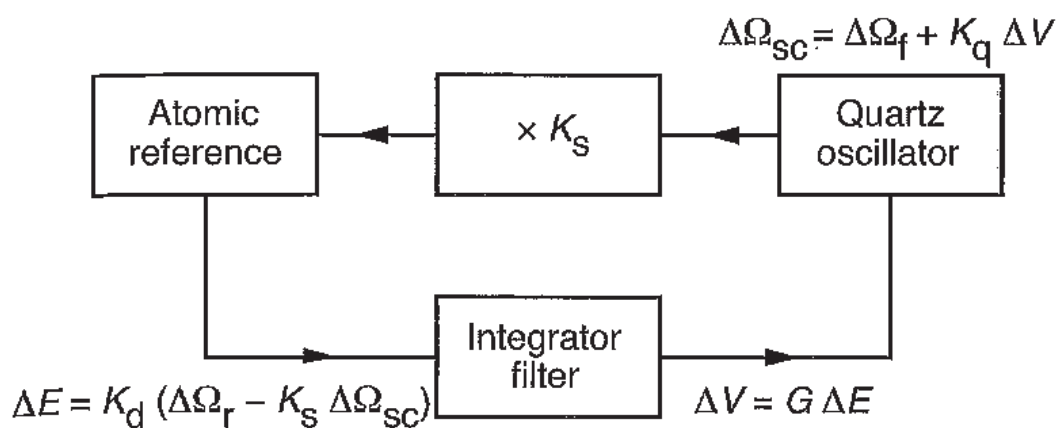 ΔΩsc = ΔΩf + Kq ΔV
Atomic
reference
× Ks
Quartz
oscillator
Integrator
filter
ΔE = Kd (ΔΩr − Ks ΔΩsc)
ΔV = G ΔE